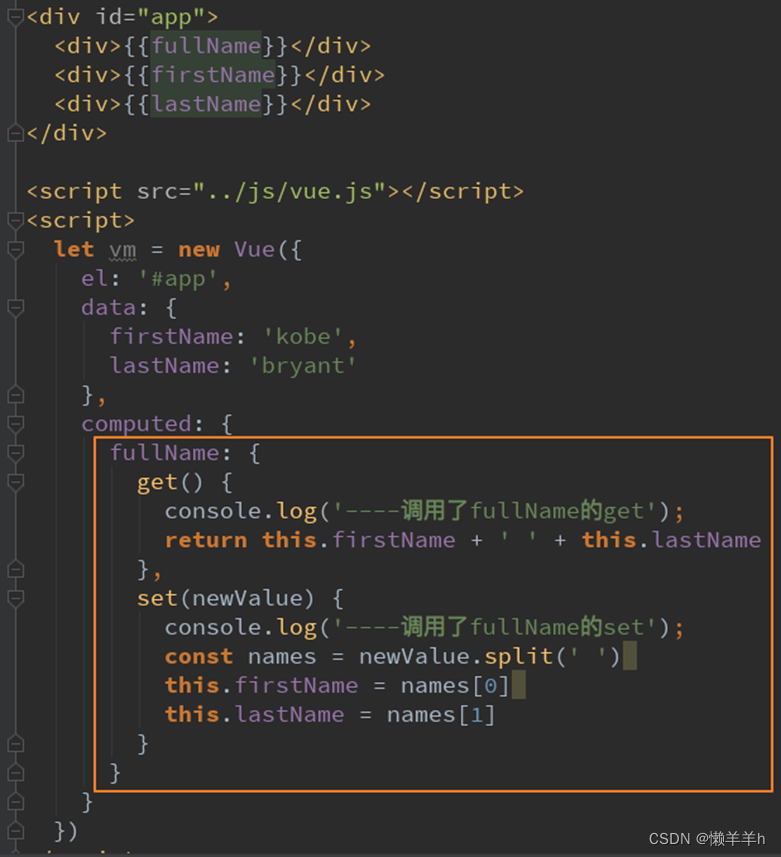 <div id="app">
  <div>{{fullName}}</div>
  <div>{{firstName}}</div>
  <div>{{lastName}}</div>
</div>

<script src="../js/vue.js"></script>
<script>
  let vm = new Vue({
    el: '#app',
    data: {
      firstName: 'kobe',
      lastName: 'bryant'
    },
    computed: {
      fullName: {
        get() {
          console.log('----调用了fullName的get');
          return this.firstName + ' ' + this.lastName
        },
        set(newValue) {
          console.log('----调用了fullName的set');
          const names = newValue.split(' ')
          this.firstName = names[0]
          this.lastName = names[1]
        }
      }
    }
  })
CSDN @懒羊羊h